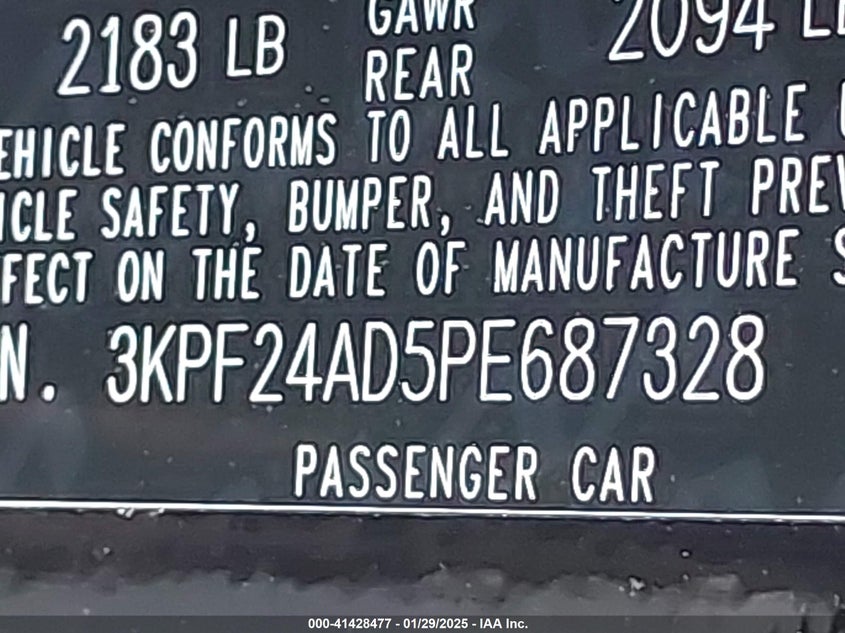 2183 LB GAWR REAR 2094 LB
EHICLE CONFORMS TO ALL APPLICABLE
ICLE SAFETY, BUMPER, AND THEFT PREV
FECT ON THE DATE OF MANUFACTURE S
N. 3KPF24AD5PE687328
PASSENGER CAR
000-41428477 - 01/29/2025 - IAA Inc.